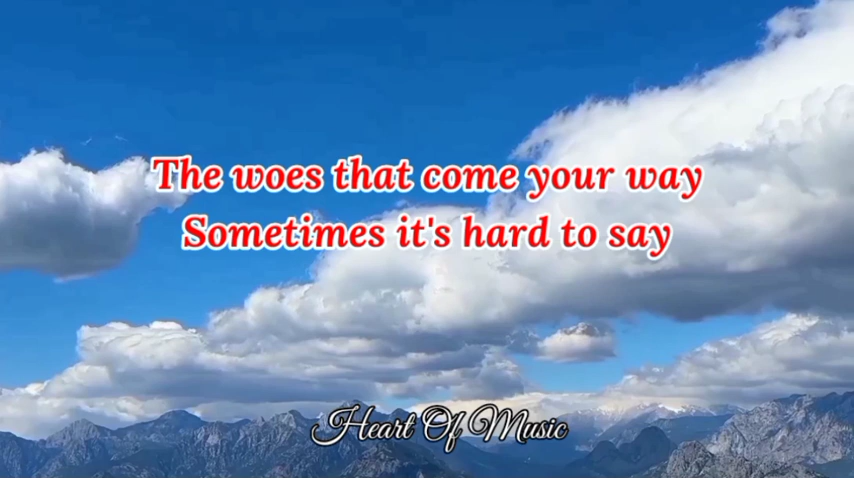 The woes that come your way
Sometimes it's hard to say
Heart Of Music